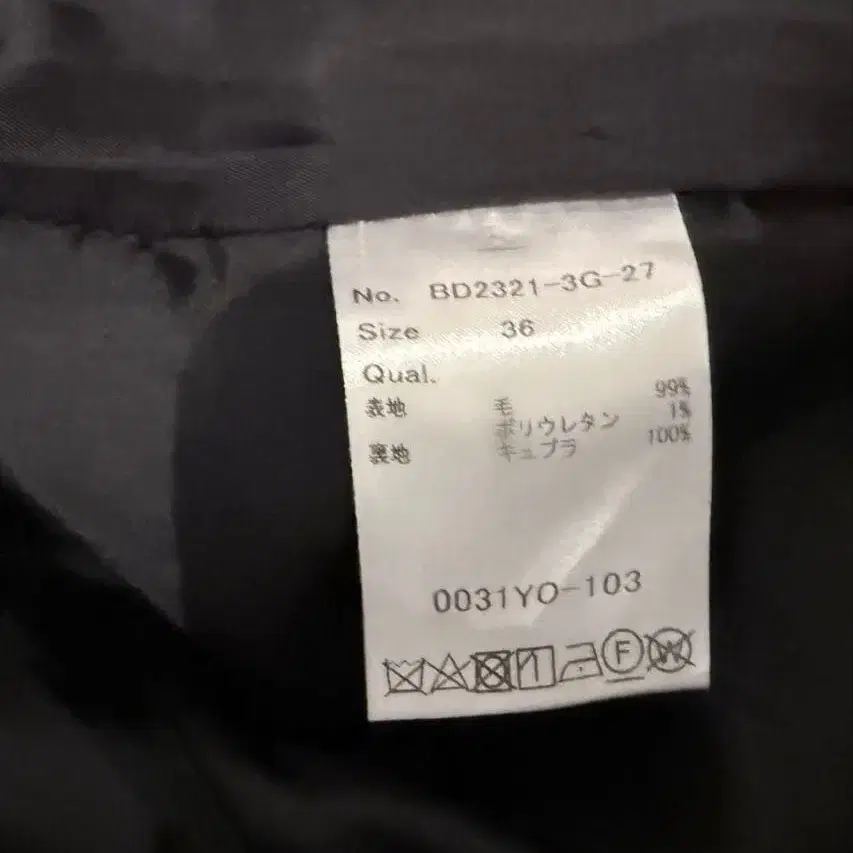 No. BD2321-3G-27
Size 36
Qual.
表地 毛 99%
ポリウレタン 1%
裏地 キュプラ 100%
0031YO-103
F W